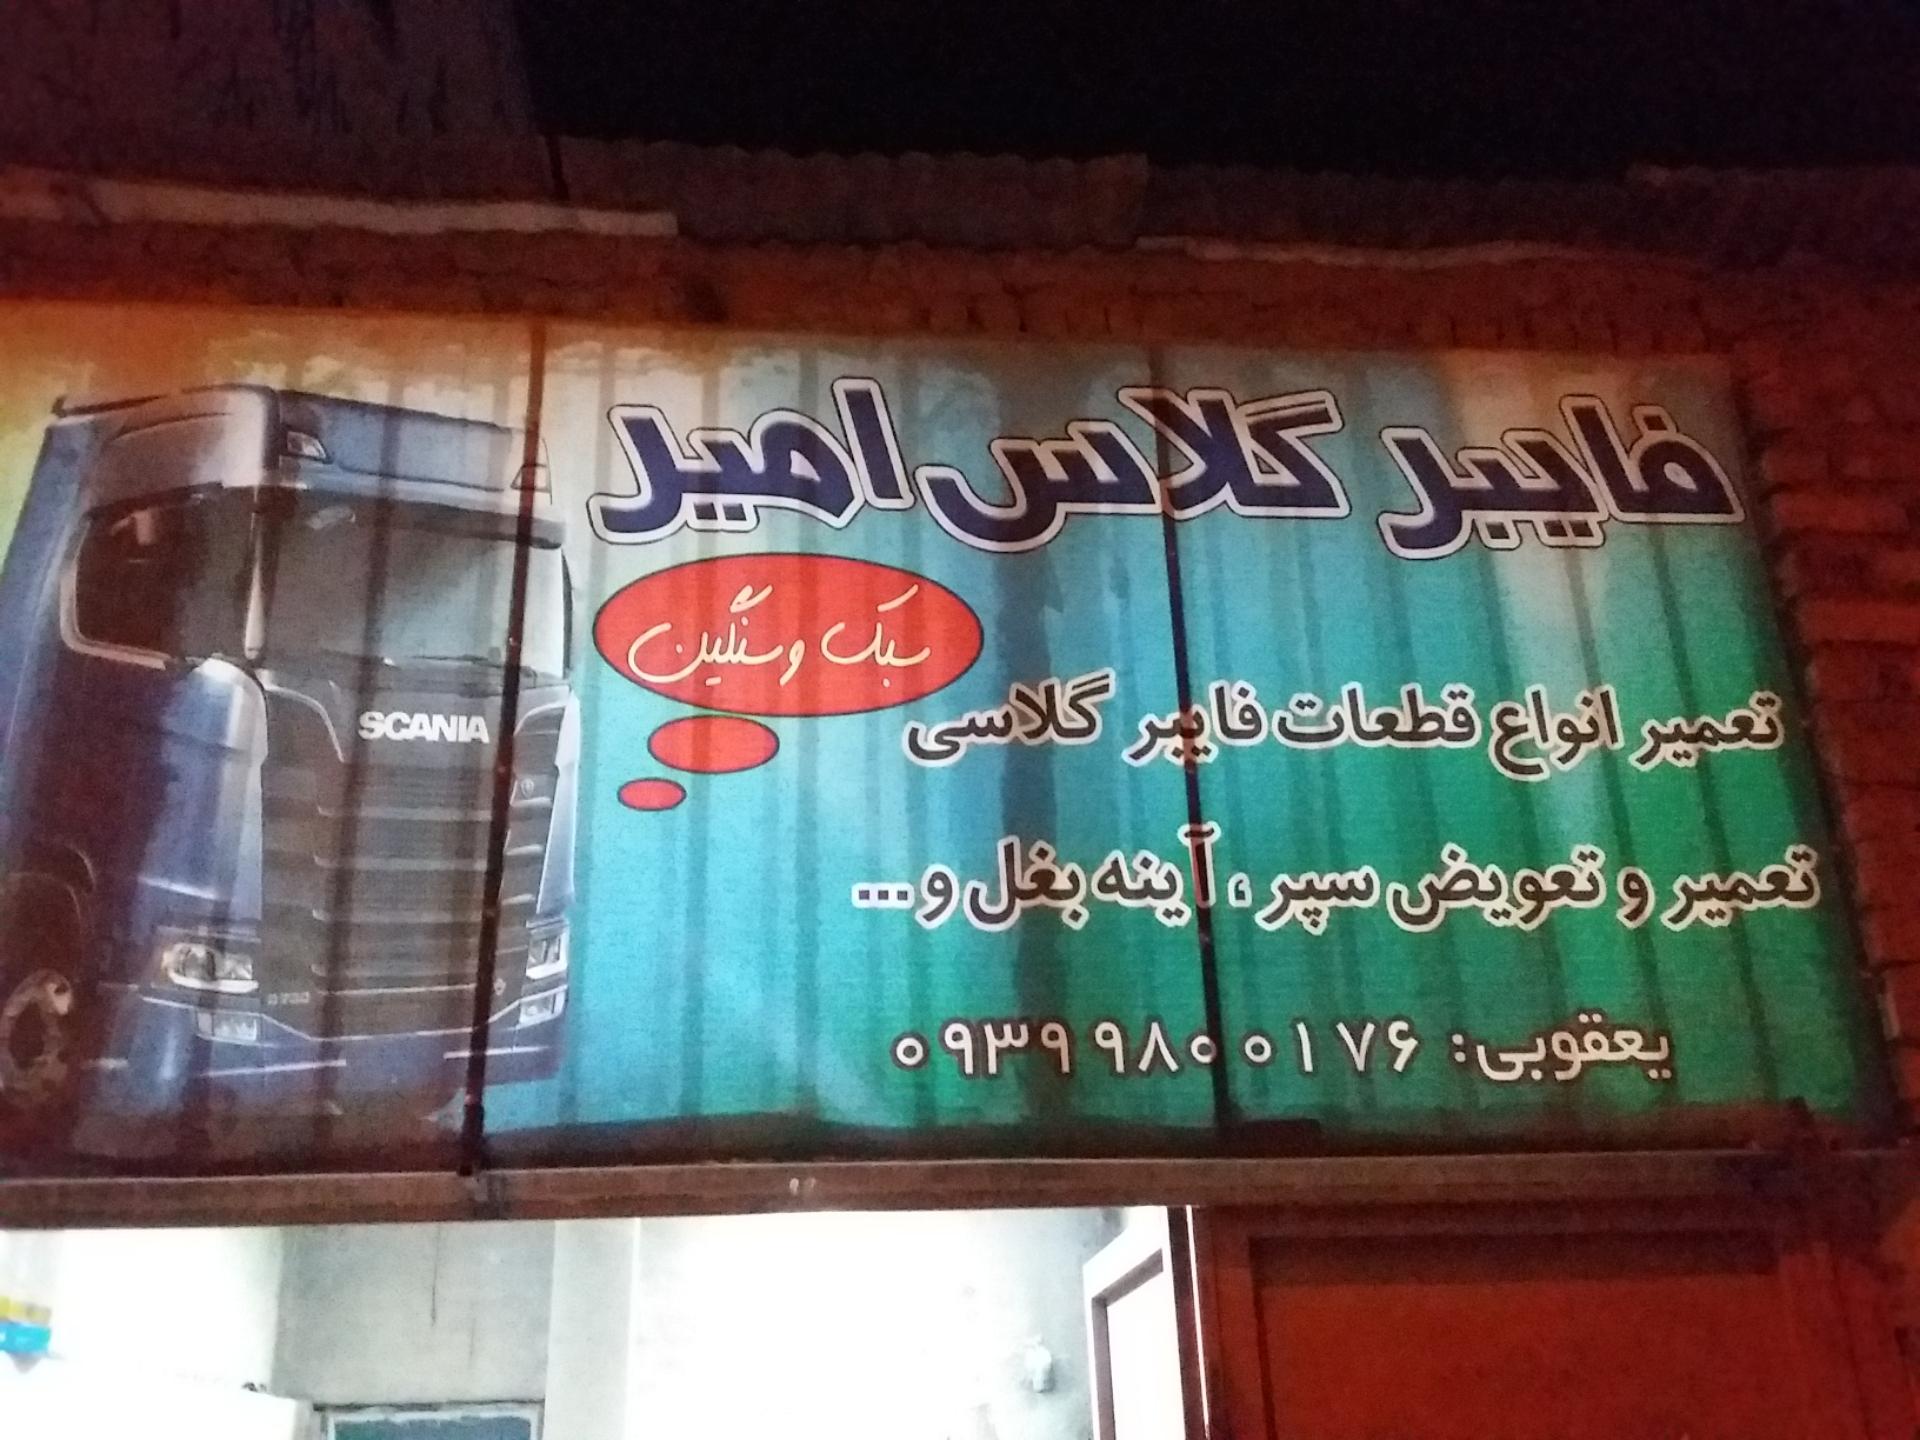 فایبر گلاس امیر
سبک و سنگین
تعمیر انواع قطعات فایبر گلاسی
تعمیر و تعویض سپر، آینه بغل و...
یعقوبی: ۰۹۳۹۹۸۰۰۱۷۶
SCANIA